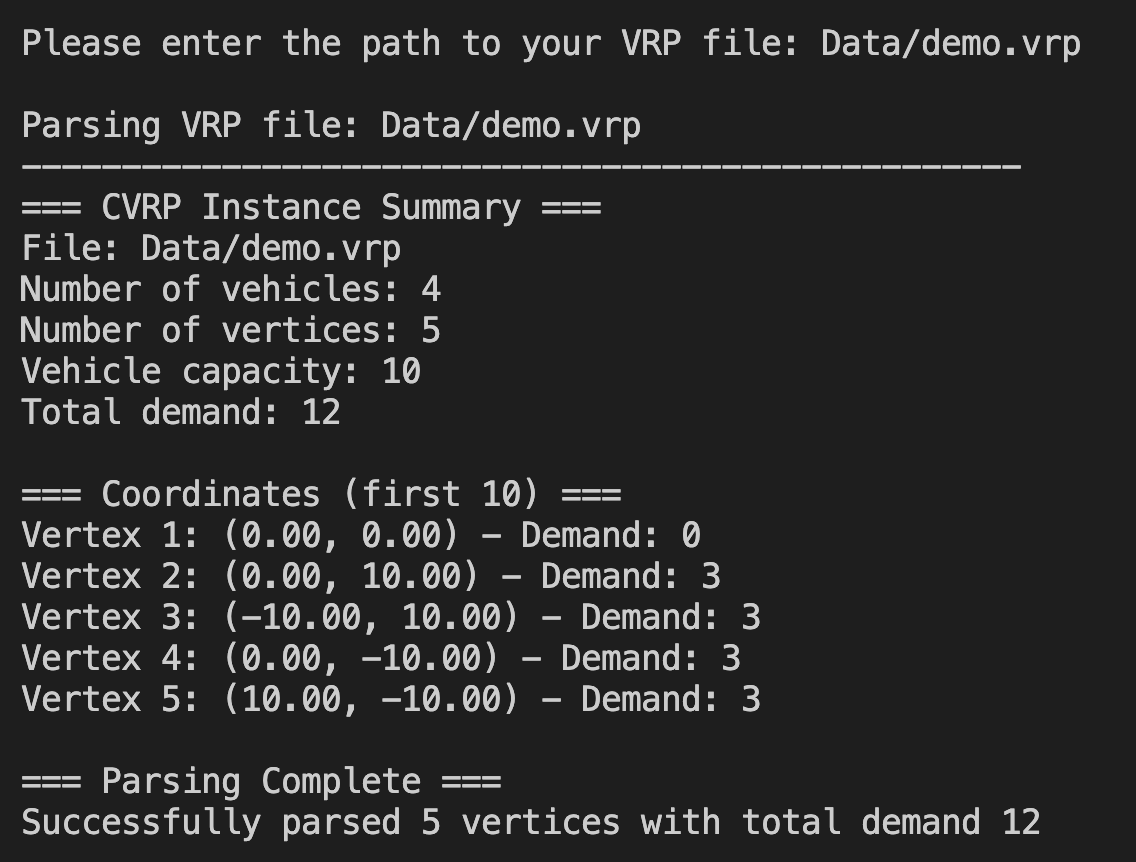 Please enter the path to your VRP file: Data/demo.vrp
Parsing VRP file: Data/demo.vrp
--------------------------------------------------
=== CVRP Instance Summary ===
File: Data/demo.vrp
Number of vehicles: 4
Number of vertices: 5
Vehicle capacity: 10
Total demand: 12
=== Coordinates (first 10) ===
Vertex 1: (0.00, 0.00) - Demand: 0
Vertex 2: (0.00, 10.00) - Demand: 3
Vertex 3: (-10.00, 10.00) - Demand: 3
Vertex 4: (0.00, -10.00) - Demand: 3
Vertex 5: (10.00, -10.00) - Demand: 3
=== Parsing Complete ===
Successfully parsed 5 vertices with total demand 12